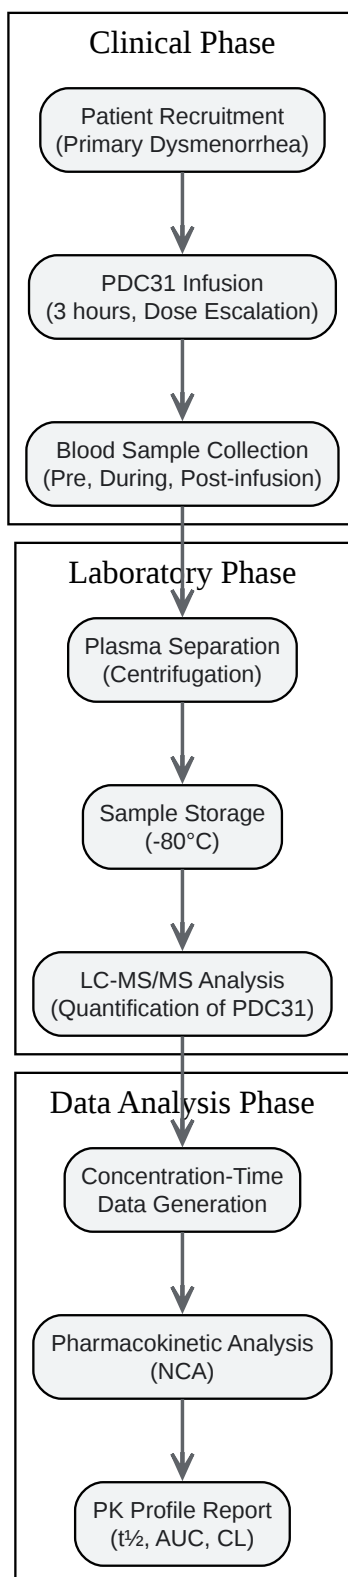 Clinical Phase
Patient Recruitment
(Primary Dysmenorrhea)
PDC31 Infusion
(3 hours, Dose Escalation)
Blood Sample Collection
(Pre, During, Post-infusion)
Laboratory Phase
Plasma Separation
(Centrifugation)
Sample Storage
(-80°C)
LC-MS/MS Analysis
(Quantification of PDC31)
Data Analysis Phase
Concentration-Time
Data Generation
Pharmacokinetic Analysis
(NCA)
PK Profile Report
(t½, AUC, CL)